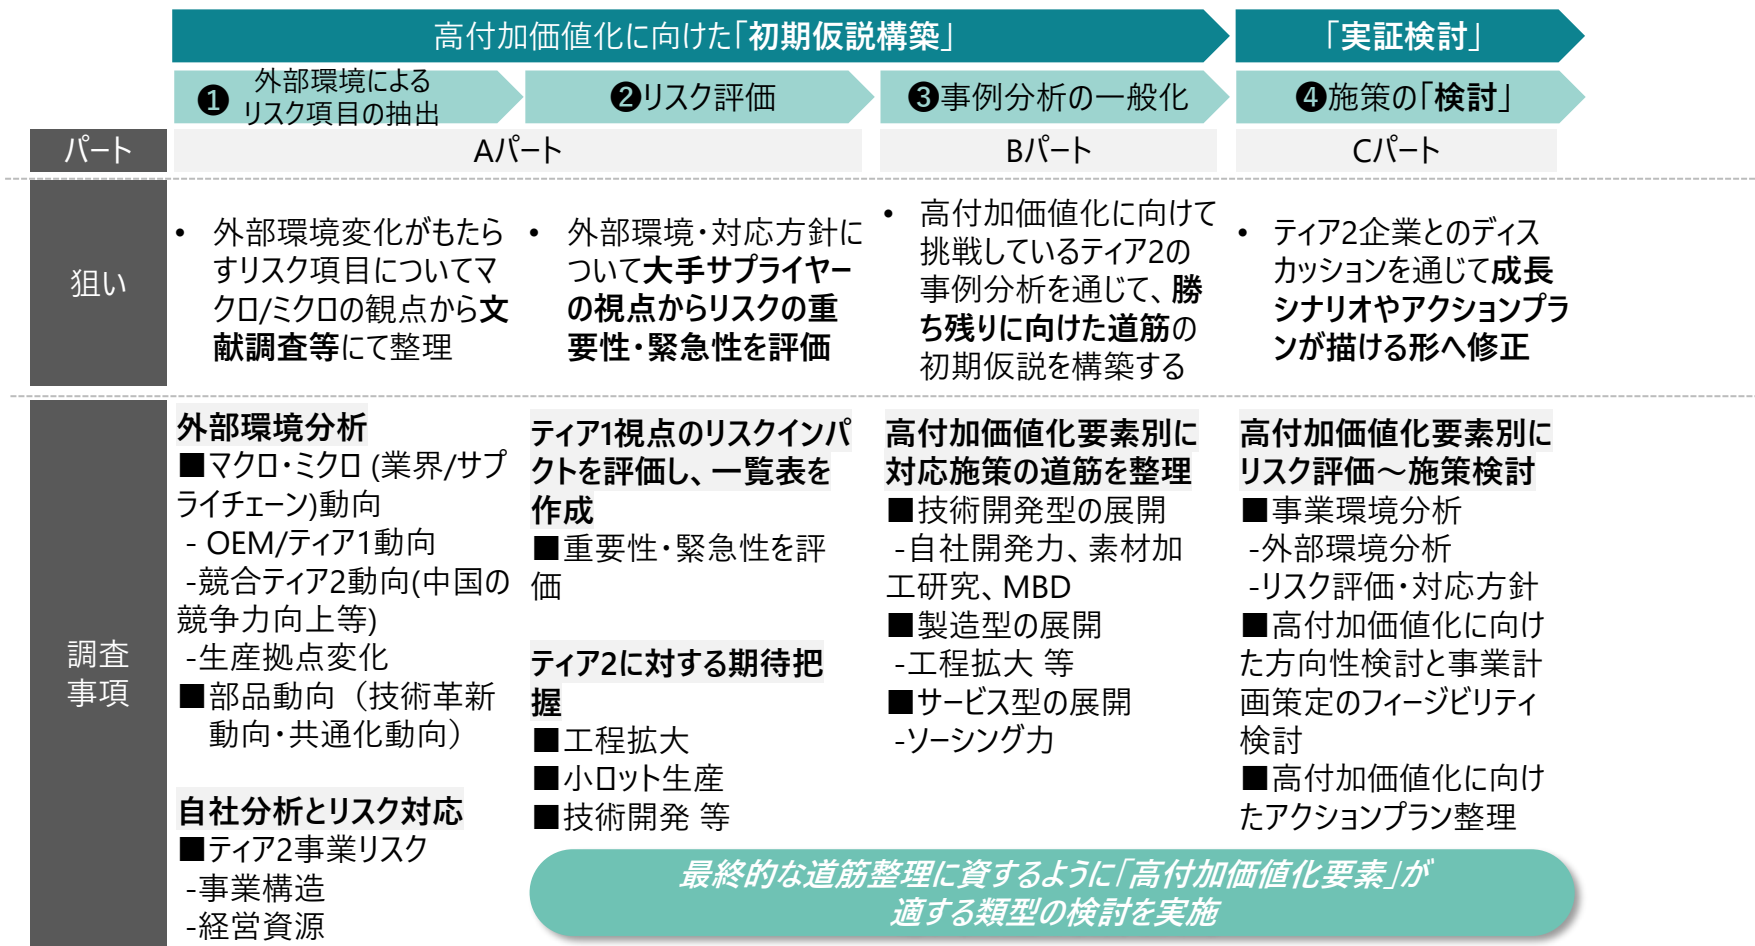 高付加価値化に向けた「初期仮説構築」
「実証検討」
❶ 外部環境による
リスク項目の抽出
❷リスク評価
❸事例分析の一般化
❹施策の「検討」
パート
Aパート
Bパート
Cパート
狙い
• 外部環境変化がもたら
すリスク項目についてマ
クロ/ミクロの観点から文
献調査等にて整理
• 外部環境・対応方針に
ついて大手サプライヤー
の視点からリスクの重
要性・緊急性を評価
• 高付加価値化に向けて
挑戦しているティア2の
事例分析を通じて、勝
ち残りに向けた道筋の
初期仮説を構築する
• ティア2企業とのディス
カッションを通じて成長
シナリオやアクションプラ
ンが描ける形へ修正
調査
事項
外部環境分析
■マクロ・ミクロ (業界/サプ
ライチェーン)動向
- OEM/ティア1動向
-競合ティア2動向(中国の
競争力向上等)
-生産拠点変化
■部品動向（技術革新
動向・共通化動向）
自社分析とリスク対応
■ティア2事業リスク
-事業構造
-経営資源
ティア1視点のリスクインパ
クトを評価し、一覧表を
作成
■重要性・緊急性を評
価
ティア2に対する期待把
握
■工程拡大
■小ロット生産
■技術開発 等
高付加価値化要素別に
対応施策の道筋を整理
■技術開発型の展開
-自社開発力、素材加
工研究、MBD
■製造型の展開
-工程拡大 等
■サービス型の展開
-ソーシング力
高付加価値化要素別に
リスク評価～施策検討
■事業環境分析
-外部環境分析
-リスク評価・対応方針
■高付加価値化に向け
た方向性検討と事業計
画策定のフィージビリティ
検討
■高付加価値化に向け
たアクションプラン整理
最終的な道筋整理に資するように「高付加価値化要素」が
適する類型の検討を実施